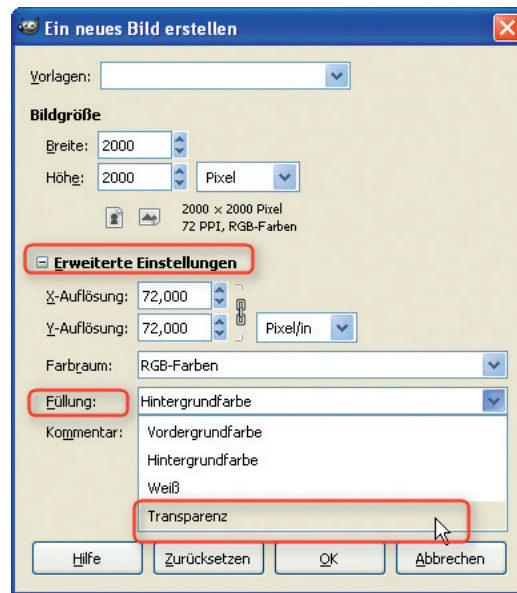 Ein neues Bild erstellen
Vorlagen:
Bildgröße
Breite: 2000
Höhe: 2000 Pixel
2000 × 2000 Pixel
72 PPI, RGB-Farben
Erweiterte Einstellungen
X-Auflösung: 72,000
Y-Auflösung: 72,000 Pixel/in
Farbraum: RGB-Farben
Füllung: Hintergrundfarbe
Kommentar: Vordergrundfarbe
Hintergrundfarbe
Weiß
Transparenz
Hilfe Zurücksetzen OK Abbrechen